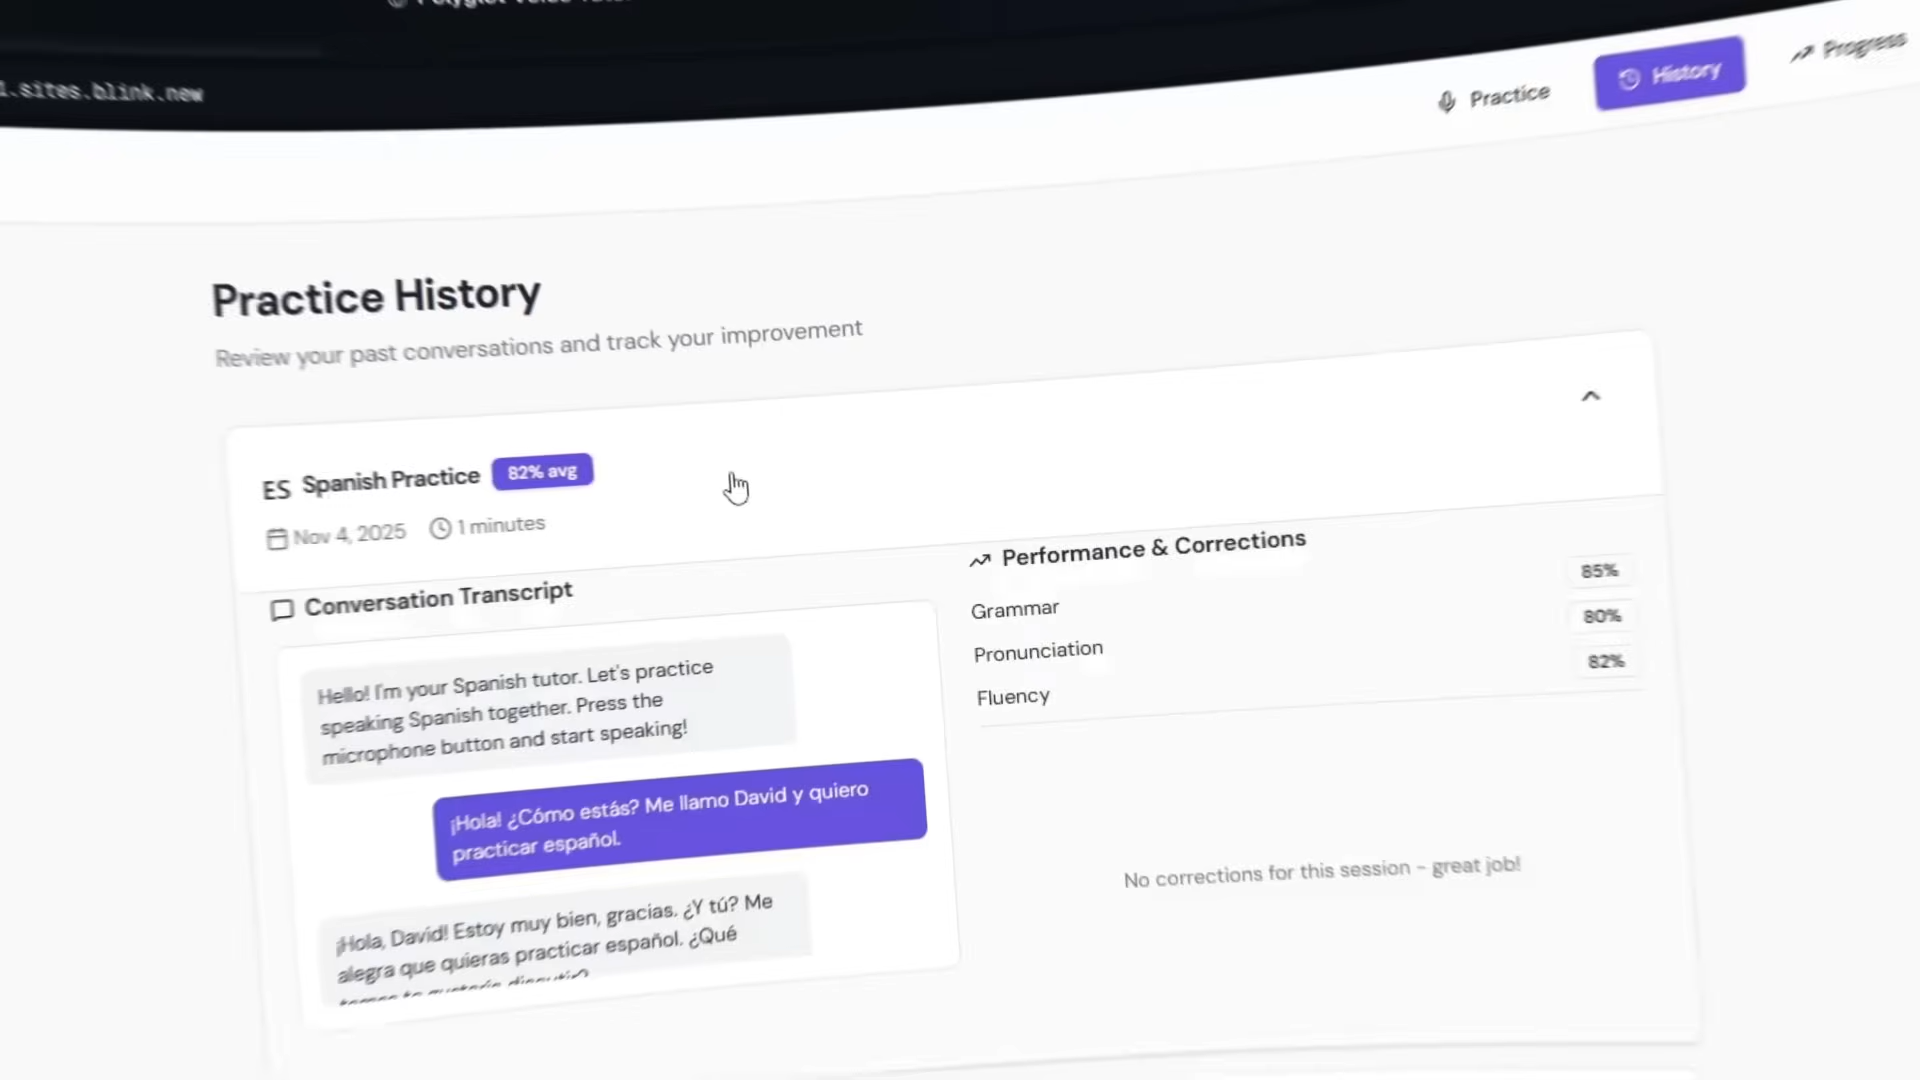 1.sites.blink.new
Practice
History
Progress
Practice History
Review your past conversations and track your improvement
ES Spanish Practice 82% avg
Nov 4, 2025 1 minutes
Conversation Transcript
Hello! I'm your Spanish tutor. Let's practice
speaking Spanish together. Press the
microphone button and start speaking!
¡Hola! ¿Cómo estás? Me llamo David y quiero
practicar español.
¡Hola, David! Estoy muy bien, gracias. ¿Y tú? Me
alegra que quieras practicar español. ¿Qué
Performance & Corrections
Grammar 85%
Pronunciation 80%
Fluency 82%
No corrections for this session - great job!